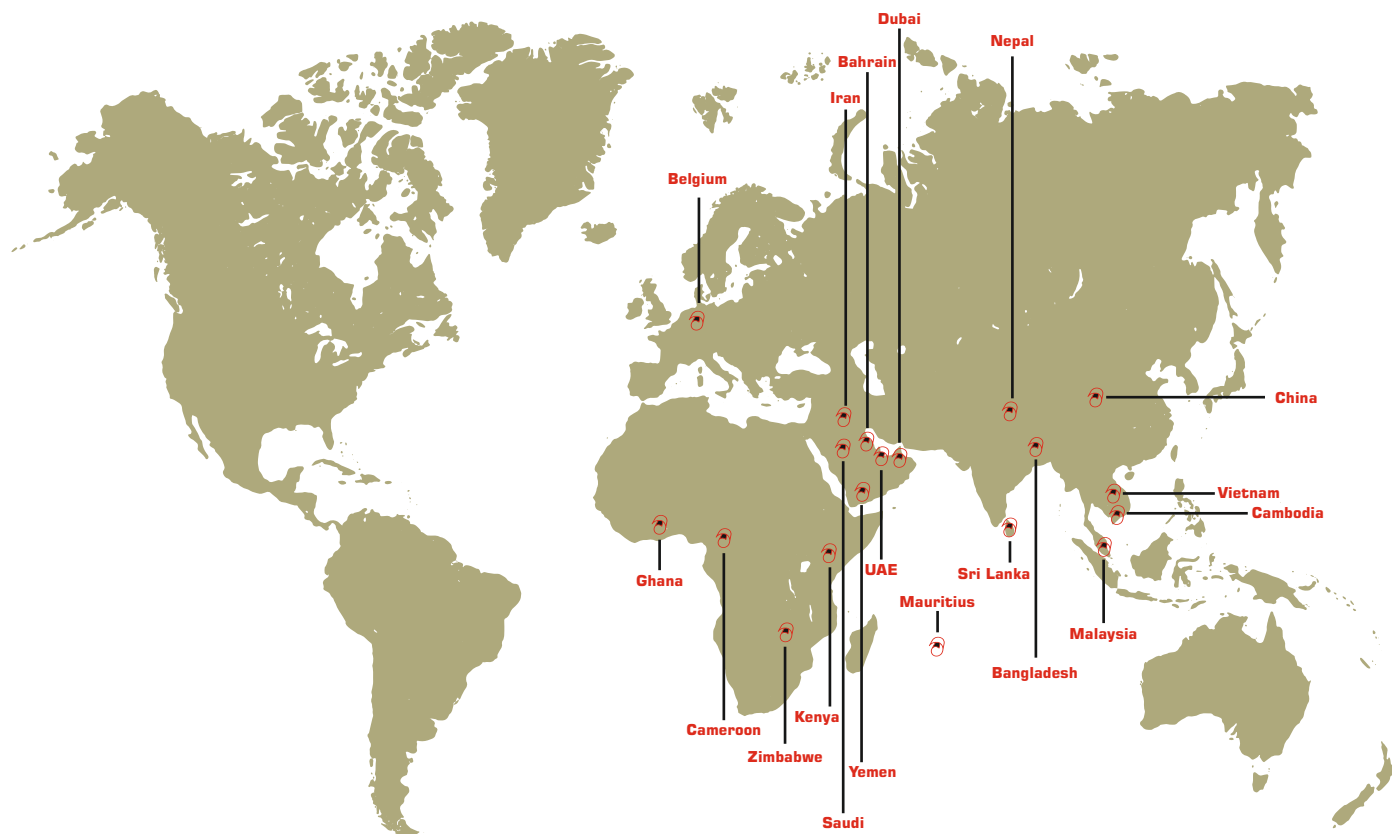 Dubai
Nepal
Bahrain
Iran
Belgium
China
Vietnam
Cambodia
UAE
Sri Lanka
Ghana
Mauritius
Malaysia
Bangladesh
Kenya
Cameroon
Zimbabwe
Yemen
Saudi